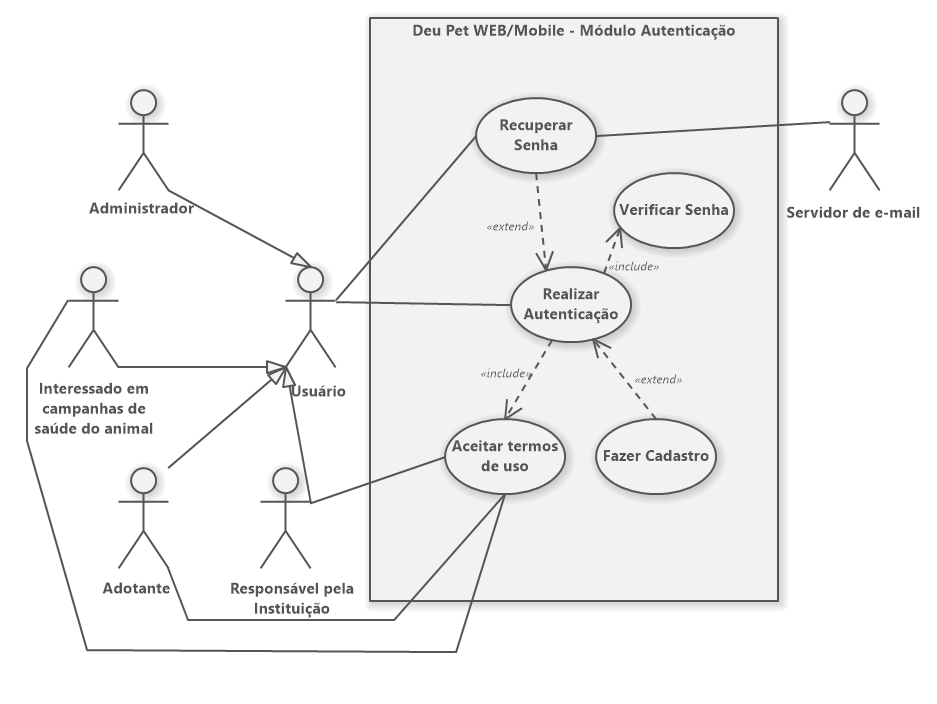 Deu Pet WEB/Mobile - Módulo Autenticação
Recuperar
Senha
Administrador
Verificar Senha
Servidor de e-mail
«extend»
«include»
Realizar
Autenticação
Usuário
Interessado em
campanhas de
saúde do animal
«include»
«extend»
Aceitar termos
de uso
Fazer Cadastro
Adotante
Responsável pela
Instituição